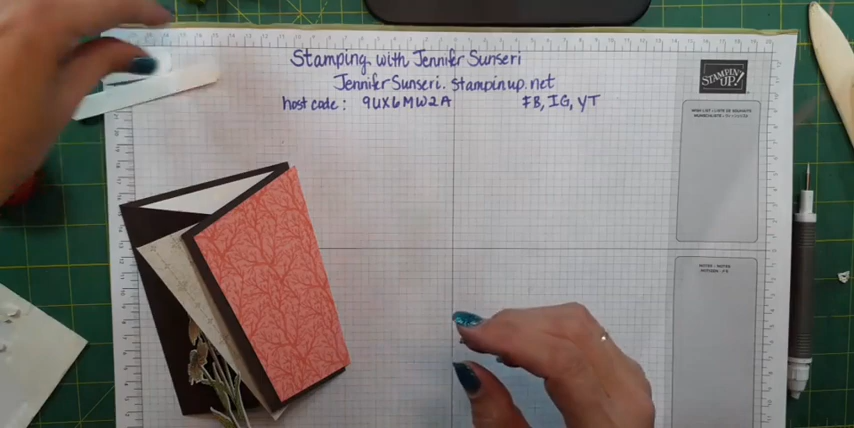 Stamping with Jennifer Sunseri
JenniferSunseri.stampinup.net
host code: 9UX6MW2A FB, IG, YT
STAMPIN' UP!